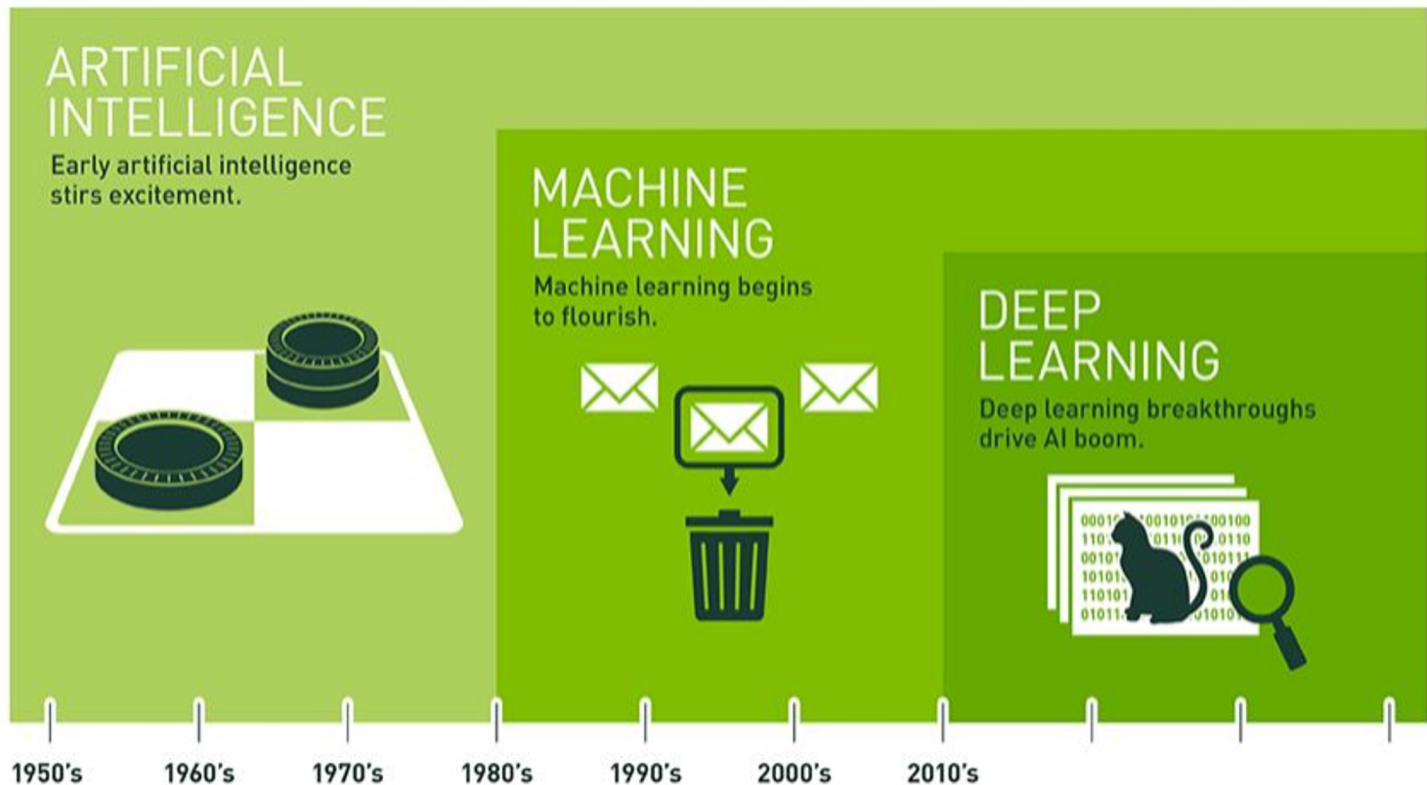 ARTIFICIAL
INTELLIGENCE
Early artificial intelligence
stirs excitement.
MACHINE
LEARNING
Machine learning begins
to flourish.
DEEP
LEARNING
Deep learning breakthroughs
drive AI boom.
1950's 1960's 1970's 1980's 1990's 2000's 2010's